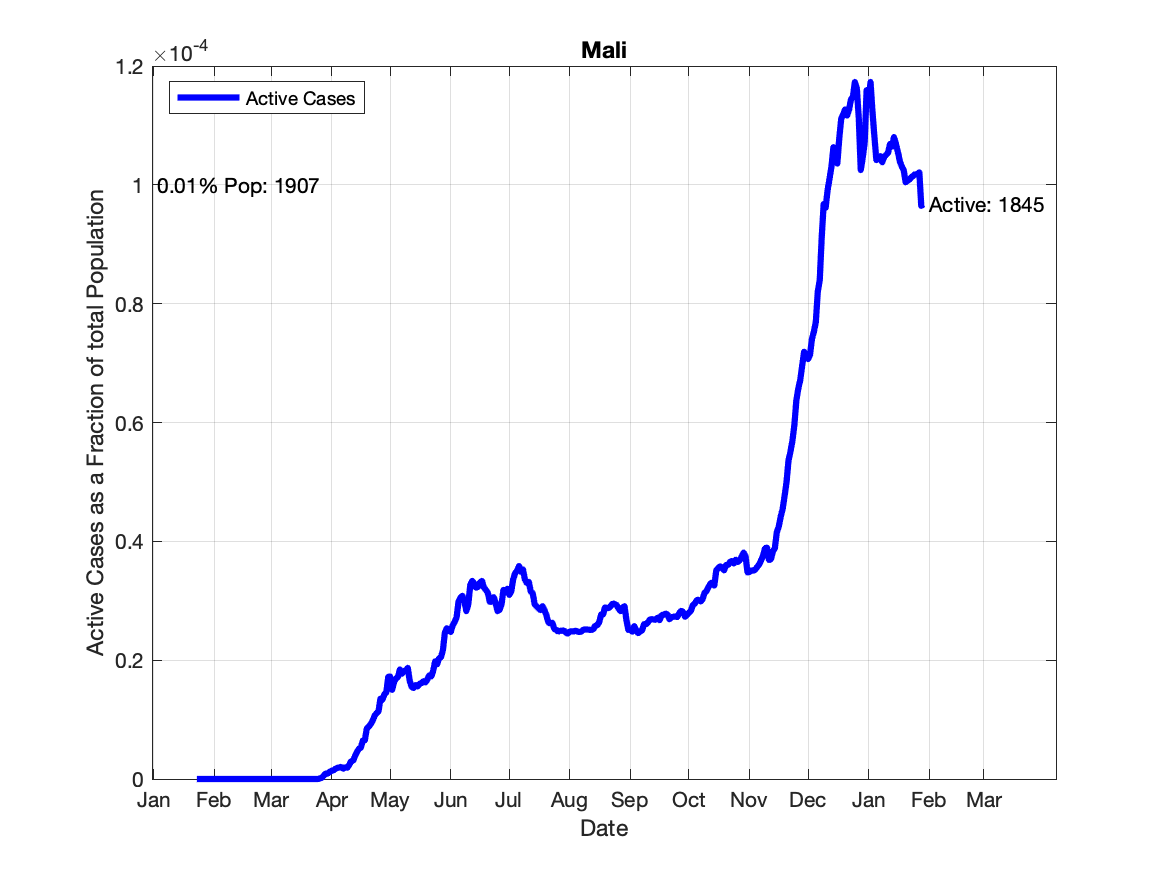 Mali
×10-4
1.2
1
0.8
0.6
0.4
0.2
0
Active Cases
0.01% Pop: 1907
Active: 1845
Active Cases as a Fraction of total Population
Jan Feb Mar Apr May Jun Jul Aug Sep Oct Nov Dec Jan Feb Mar
Date